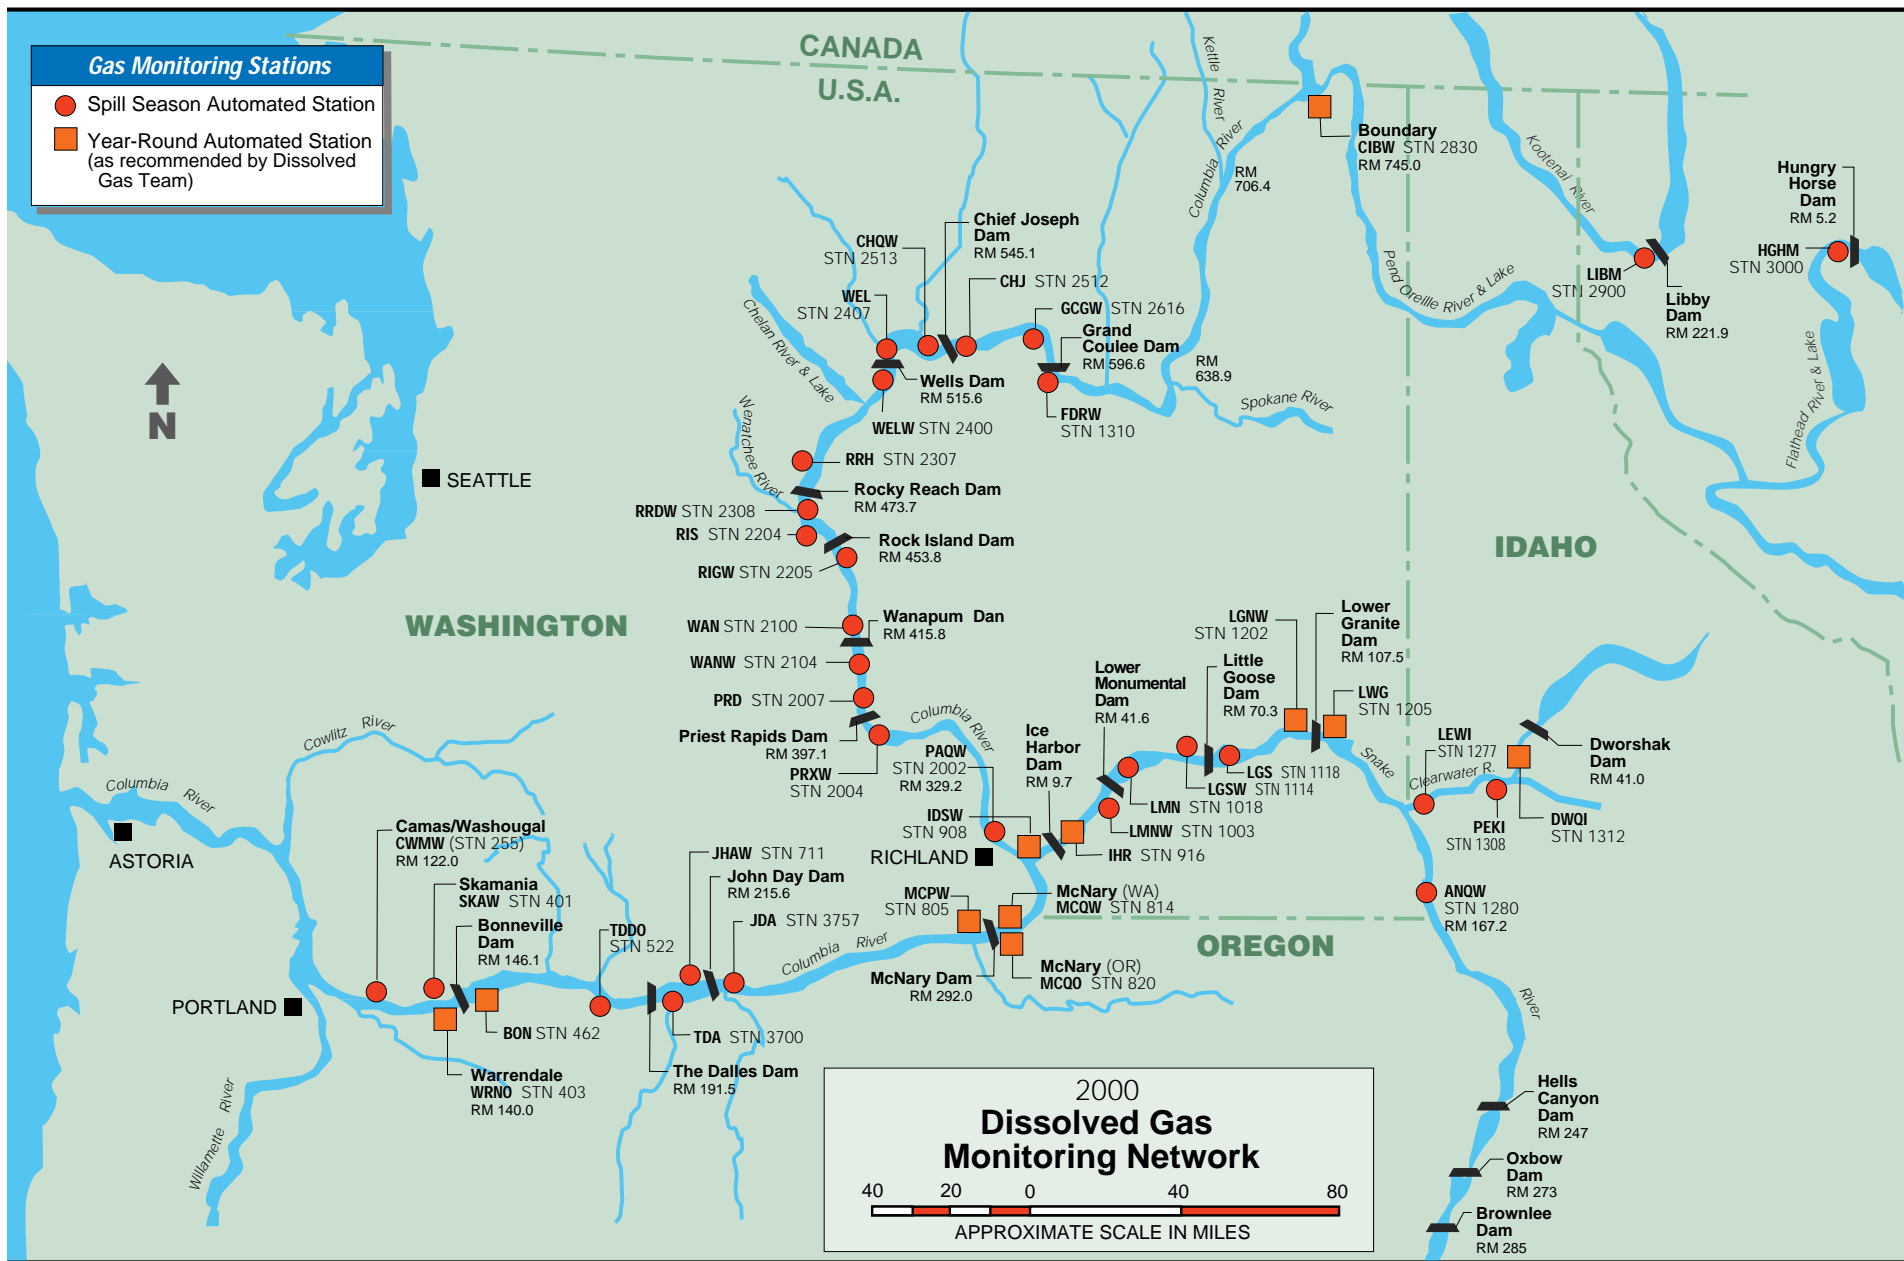 Gas Monitoring Stations
Spill Season Automated Station
Year-Round Automated Station
(as recommended by Dissolved
Gas Team)
CANADA
U.S.A.
Kettle River
Columbia River
RM
706.4
Boundary
CIBW STN 2830
RM 745.0
Kootenai River
Hungry
Horse
Dam
RM 5.2
HGHM
STN 3000
LIBM
STN 2900
Libby
Dam
RM 221.9
Pend Oreille River & Lake
Flathead River & Lake
Chief Joseph
Dam
RM 545.1
CHQW
STN 2513
CHJ STN 2512
WEL
STN 2407
GCGW STN 2616
Grand
Coulee Dam
RM 596.6
Chelan River & Lake
Wells Dam
RM 515.6
RM
638.9
Spokane River
FDRW
STN 1310
WELW STN 2400
Wenatchee River
N
SEATTLE
RRH STN 2307
Rocky Reach Dam
RM 473.7
RRDW STN 2308
RIS STN 2204
Rock Island Dam
RM 453.8
RIGW STN 2205
IDAHO
WASHINGTON
WAN STN 2100
Wanapum Dan
RM 415.8
WANW STN 2104
PRD STN 2007
Priest Rapids Dam
RM 397.1
PRXW
STN 2004
Columbia River
PAQW
STN 2002
RM 329.2
IDSW
STN 908
RICHLAND
Ice
Harbor
Dam
RM 9.7
Lower
Monumental
Dam
RM 41.6
Little
Goose
Dam
RM 70.3
LGNW
STN 1202
Lower
Granite
Dam
RM 107.5
LWG
STN 1205
LGS STN 1118
LGSW STN 1114
LMN STN 1018
LMNW STN 1003
IHR STN 916
Snake
LEWI
STN 1277
Clearwater R.
PEKI
STN 1308
DWQI
STN 1312
Dworshak
Dam
RM 41.0
ANQW
STN 1280
RM 167.2
Cowlitz River
Columbia River
ASTORIA
Camas/Washougal
CWMW (STN 255)
RM 122.0
Skamania
SKAW STN 401
Bonneville
Dam
RM 146.1
PORTLAND
BON STN 462
Warrendale
WRNO STN 403
RM 140.0
Willamette River
TDDO
STN 522
JHAW STN 711
John Day Dam
RM 215.6
JDA STN 3757
TDA STN 3700
The Dalles Dam
RM 191.5
Columbia River
MCPW
STN 805
McNary (WA)
MCQW STN 814
McNary Dam
RM 292.0
McNary (OR)
MCQO STN 820
OREGON
River
Hells
Canyon
Dam
RM 247
Oxbow
Dam
RM 273
Brownlee
Dam
RM 285
2000
Dissolved Gas
Monitoring Network
40 20 0 40 80
APPROXIMATE SCALE IN MILES